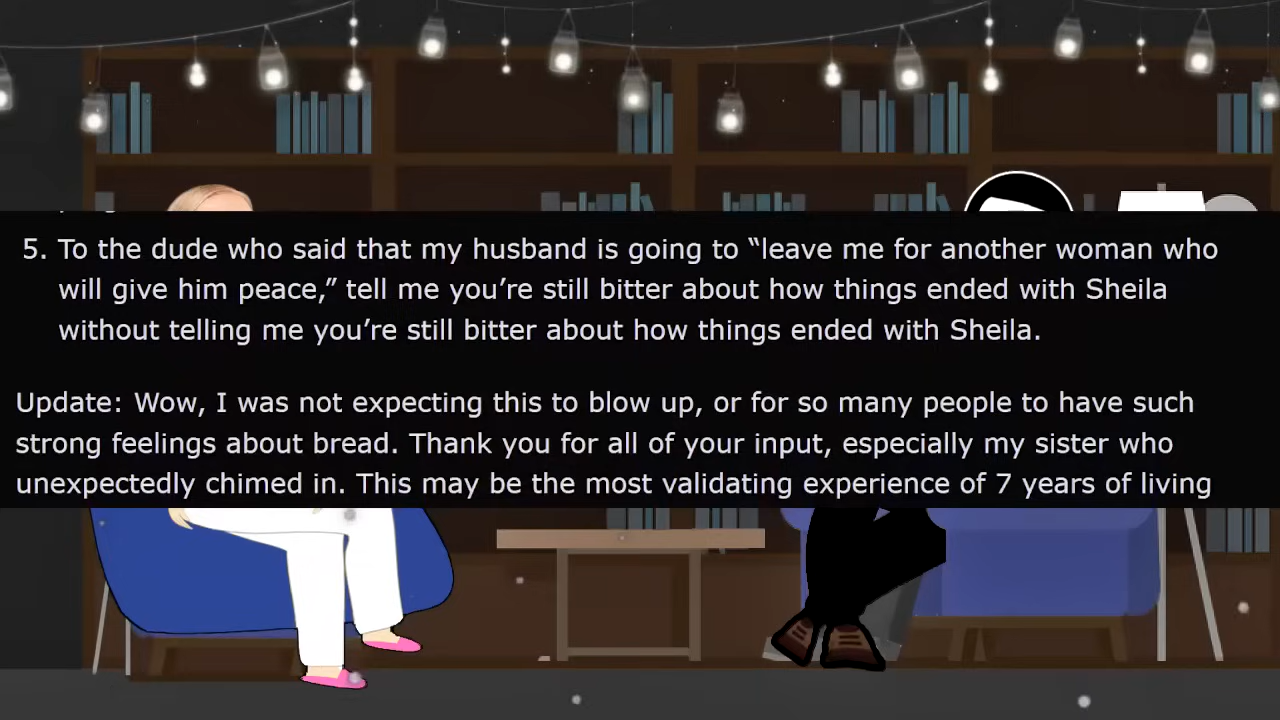 5. To the dude who said that my husband is going to “leave me for another woman who
will give him peace,” tell me you’re still bitter about how things ended with Sheila
without telling me you’re still bitter about how things ended with Sheila.
Update: Wow, I was not expecting this to blow up, or for so many people to have such
strong feelings about bread. Thank you for all of your input, especially my sister who
unexpectedly chimed in. This may be the most validating experience of 7 years of living